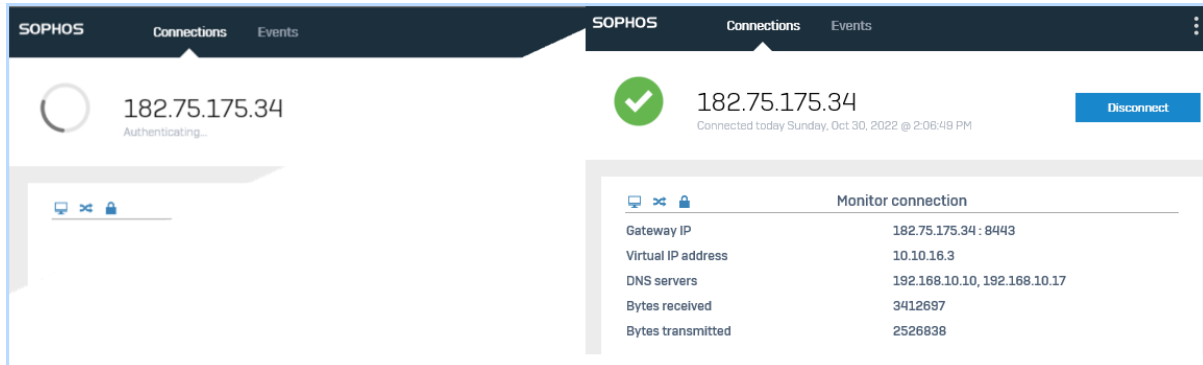 SOPHOS
Connections Events
182.75.175.34
Authenticating...
SOPHOS
Connections Events
182.75.175.34
Connected today Sunday, Oct 30, 2022 @ 2:06:49 PM
Disconnect
Monitor connection
Gateway IP 182.75.175.34 : 8443
Virtual IP address 10.10.16.3
DNS servers 192.168.10.10, 192.168.10.17
Bytes received 3412697
Bytes transmitted 2526838